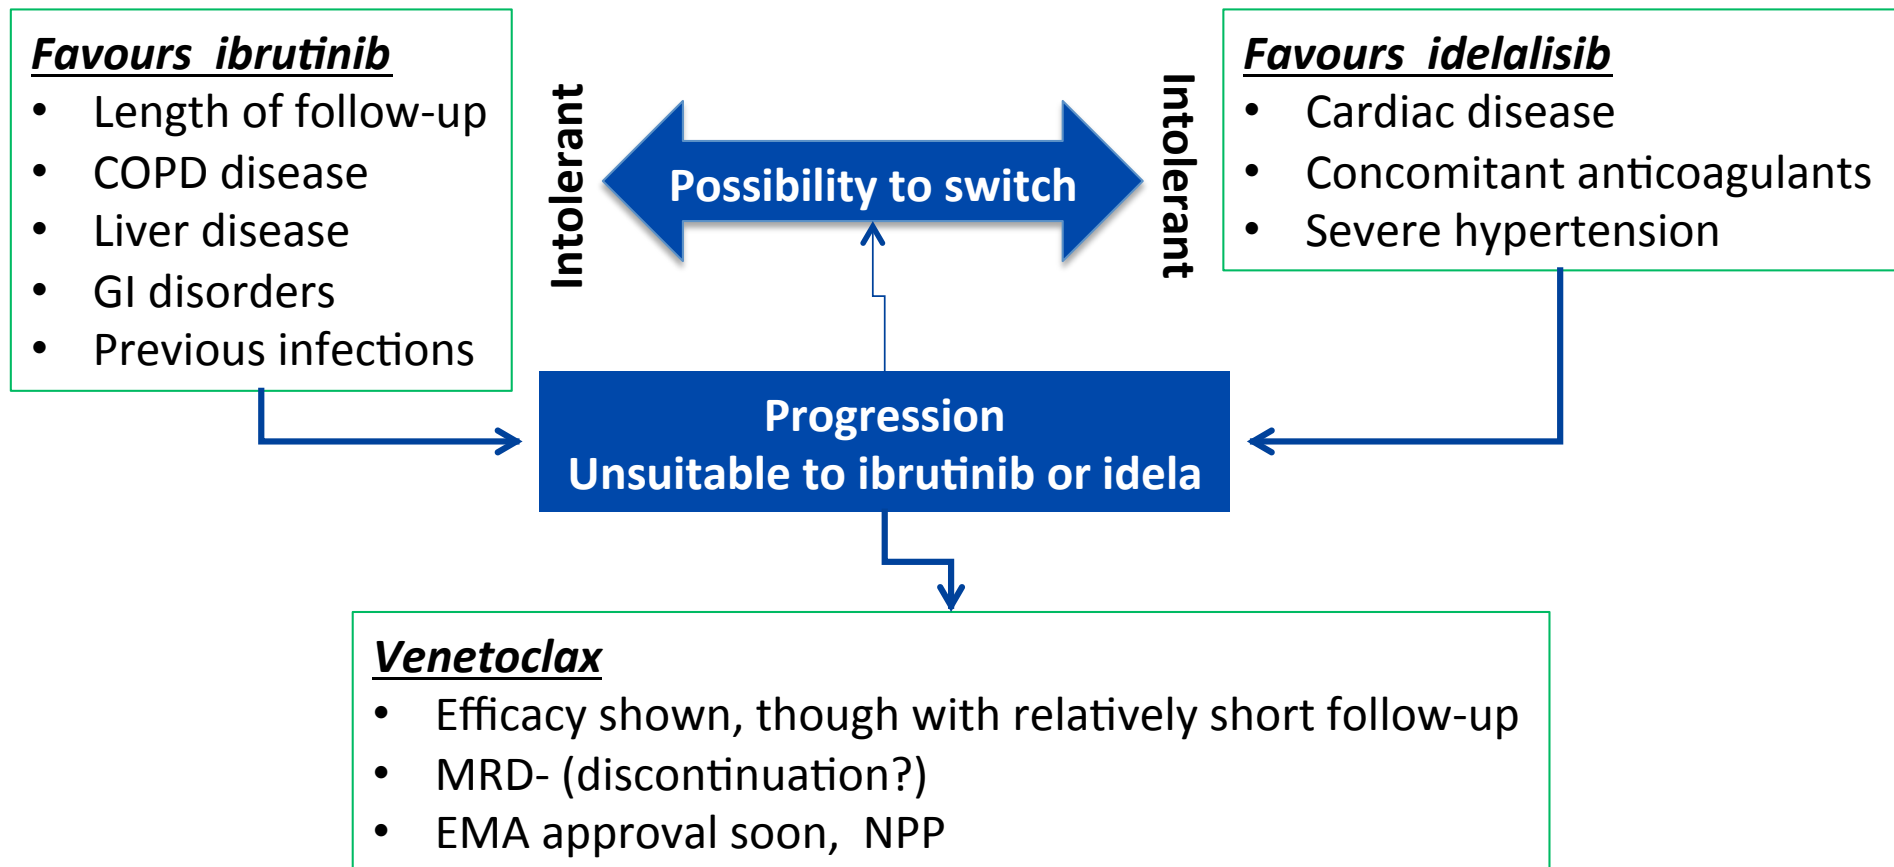 Favours ibrutinib
• Length of follow-up
• COPD disease
• Liver disease
• GI disorders
• Previous infections
Intolerant
Possibility to switch
Intolerant
Favours idelalisib
• Cardiac disease
• Concomitant anticoagulants
• Severe hypertension
Progression
Unsuitable to ibrutinib or idela
Venetoclax
• Efficacy shown, though with relatively short follow-up
• MRD- (discontinuation?)
• EMA approval soon, NPP